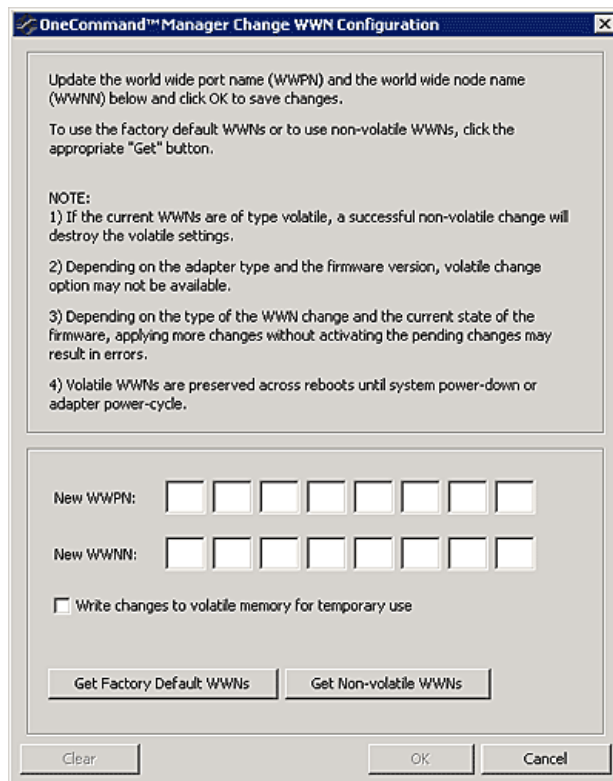 OneCommand™ Manager Change WWN Configuration
Update the world wide port name (WWPN) and the world wide node name
(WWNN) below and click OK to save changes.
To use the factory default WWNs or to use non-volatile WWNs, click the
appropriate "Get" button.
NOTE:
1) If the current WWNs are of type volatile, a successful non-volatile change will
destroy the volatile settings.
2) Depending on the adapter type and the firmware version, volatile change
option may not be available.
3) Depending on the type of the WWN change and the current state of the
firmware, applying more changes without activating the pending changes may
result in errors.
4) Volatile WWNs are preserved across reboots until system power-down or
adapter power-cycle.
New WWPN:
New WWNN:
Write changes to volatile memory for temporary use
Get Factory Default WWNs Get Non-volatile WWNs
Clear OK Cancel